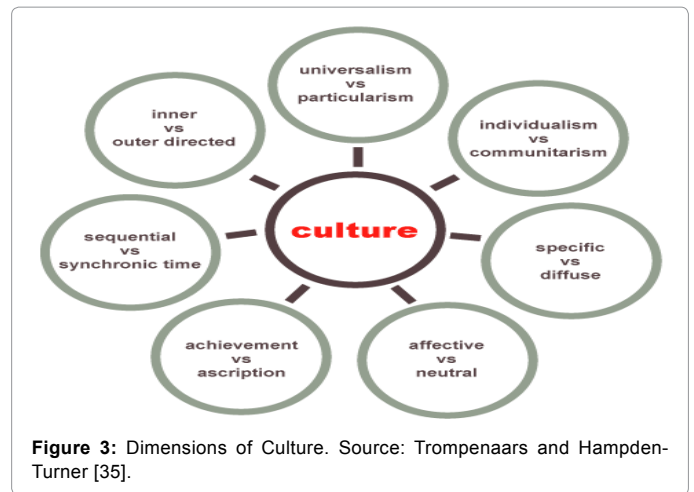 universalism
vs
particularism
individualism
vs
communitarism
specific
vs
diffuse
affective
vs
neutral
achievement
vs
ascription
sequential
vs
synchronic time
inner
vs
outer directed
culture
Figure 3: Dimensions of Culture. Source: Trompenaars and Hampden-
Turner [35].